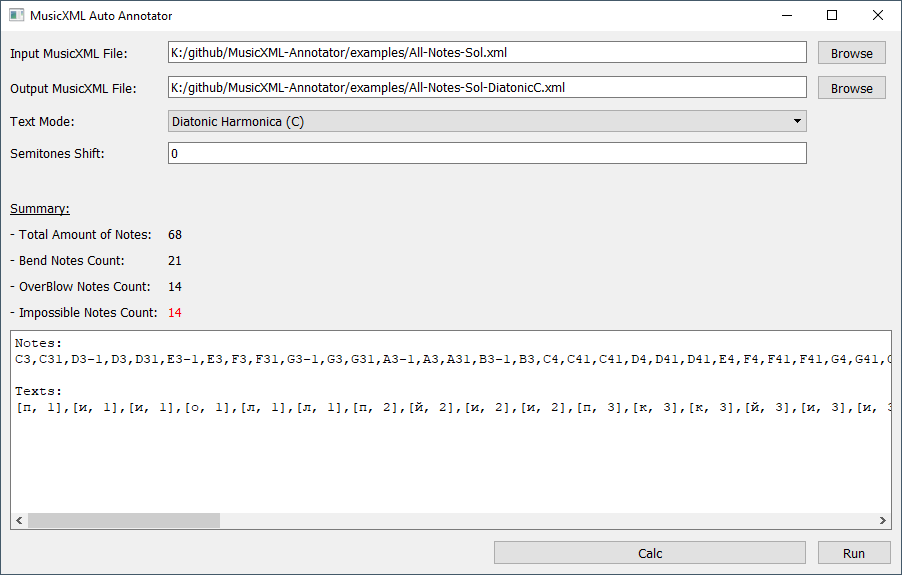 MusicXML Auto Annotator
Input MusicXML File: K:/github/MusicXML-Annotator/examples/All-Notes-Sol.xml Browse
Output MusicXML File: K:/github/MusicXML-Annotator/examples/All-Notes-Sol-DiatonicC.xml Browse
Text Mode: Diatonic Harmonica (C)
Semitones Shift: 0
Summary:
- Total Amount of Notes: 68
- Bend Notes Count: 21
- OverBlow Notes Count: 14
- Impossible Notes Count: 14
Notes:
C3,C31,D3-1,D3,D31,E3-1,E3,F3,F31,G3-1,G3,G31,A3-1,A3,A31,B3-1,B3,C4,C41,C41,D4,D41,D41,E4,F4,F41,F41,G4,G41,
Texts:
[п, 1],[и, 1],[и, 1],[о, 1],[л, 1],[л, 1],[п, 2],[й, 2],[и, 2],[и, 2],[п, 3],[к, 3],[к, 3],[й, 3],[и, 3],[и, 3
Calc Run